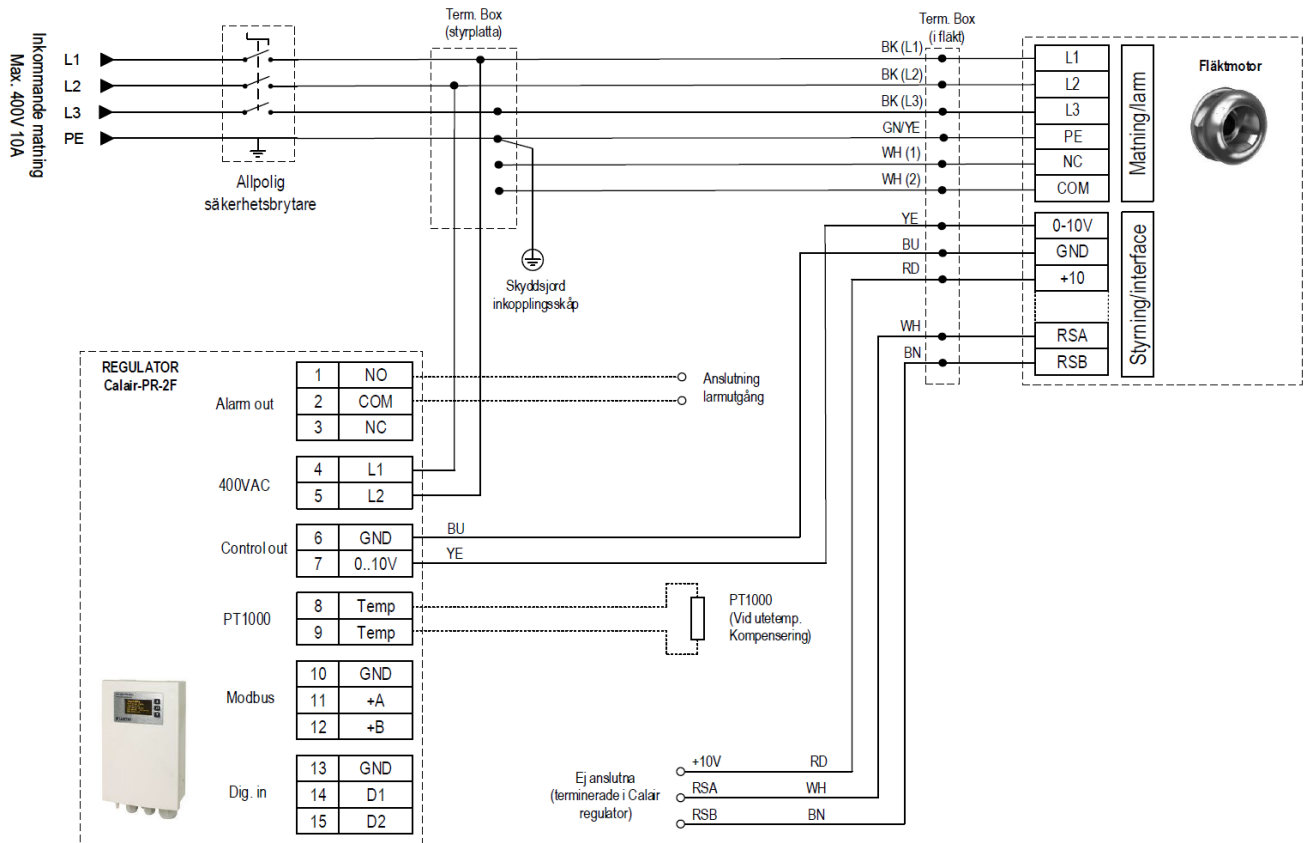 Inkommande matning
Max. 400V 10A
L1
L2
L3
PE
Allpolig
säkerhetsbrytare
Term. Box
(styrplatta)
Skyddsjord
inkopplingsskåp
Term. Box
(i fläkt)
BK (L1)
BK (L2)
BK (L3)
GN/YE
WH (1)
WH (2)
YE
BU
RD
WH
BN
L1
L2
L3
PE
NC
COM
Matning/larm
0-10V
GND
+10
RSA
RSB
Styrning/interface
Fläktmotor
REGULATOR
Calair-PR-2F
Alarm out
1 NO
2 COM
3 NC
Anslutning
larmutgång
400VAC
4 L1
5 L2
Control out
6 GND
7 0..10V
BU
YE
PT1000
8 Temp
9 Temp
PT1000
(Vid utetemp.
Kompensering)
Modbus
10 GND
11 +A
12 +B
Dig. in
13 GND
14 D1
15 D2
Ej anslutna
(terminerade i Calair
regulator)
+10V RD
RSA WH
RSB BN